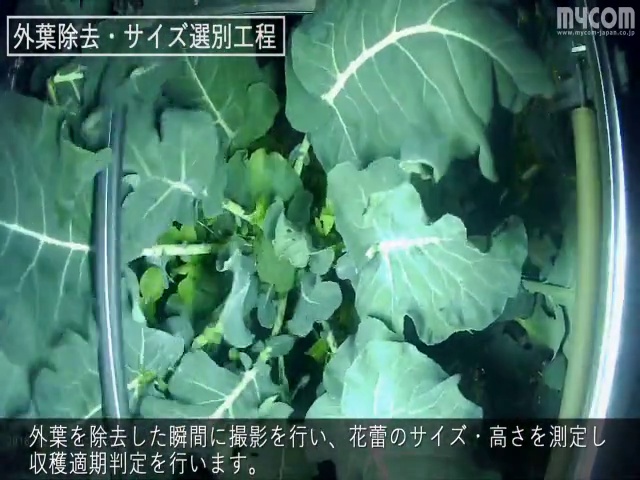 外葉除去・サイズ選別工程
mycom
www.mycom-japan.co.jp
外葉を除去した瞬間に撮影を行い、花蕾のサイズ・高さを測定し
収穫適期判定を行います。